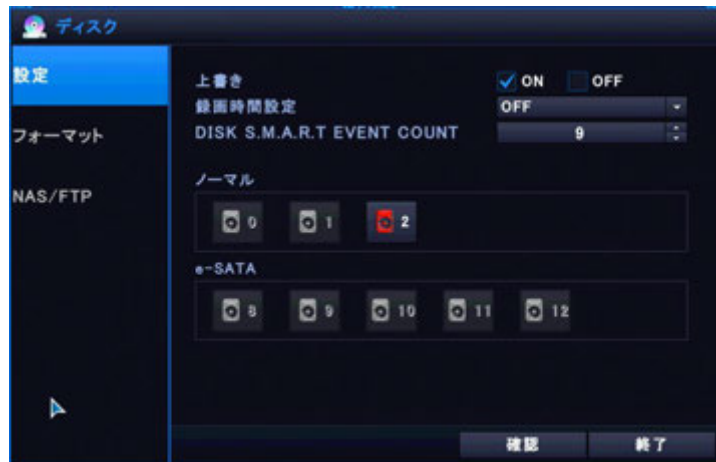 ディスク
設定
フォーマット
NAS/FTP
上書き ON OFF
録画時間設定 OFF
DISK S.M.A.R.T EVENT COUNT 9
ノーマル
0 1 2
e-SATA
8 9 10 11 12
確認 終了